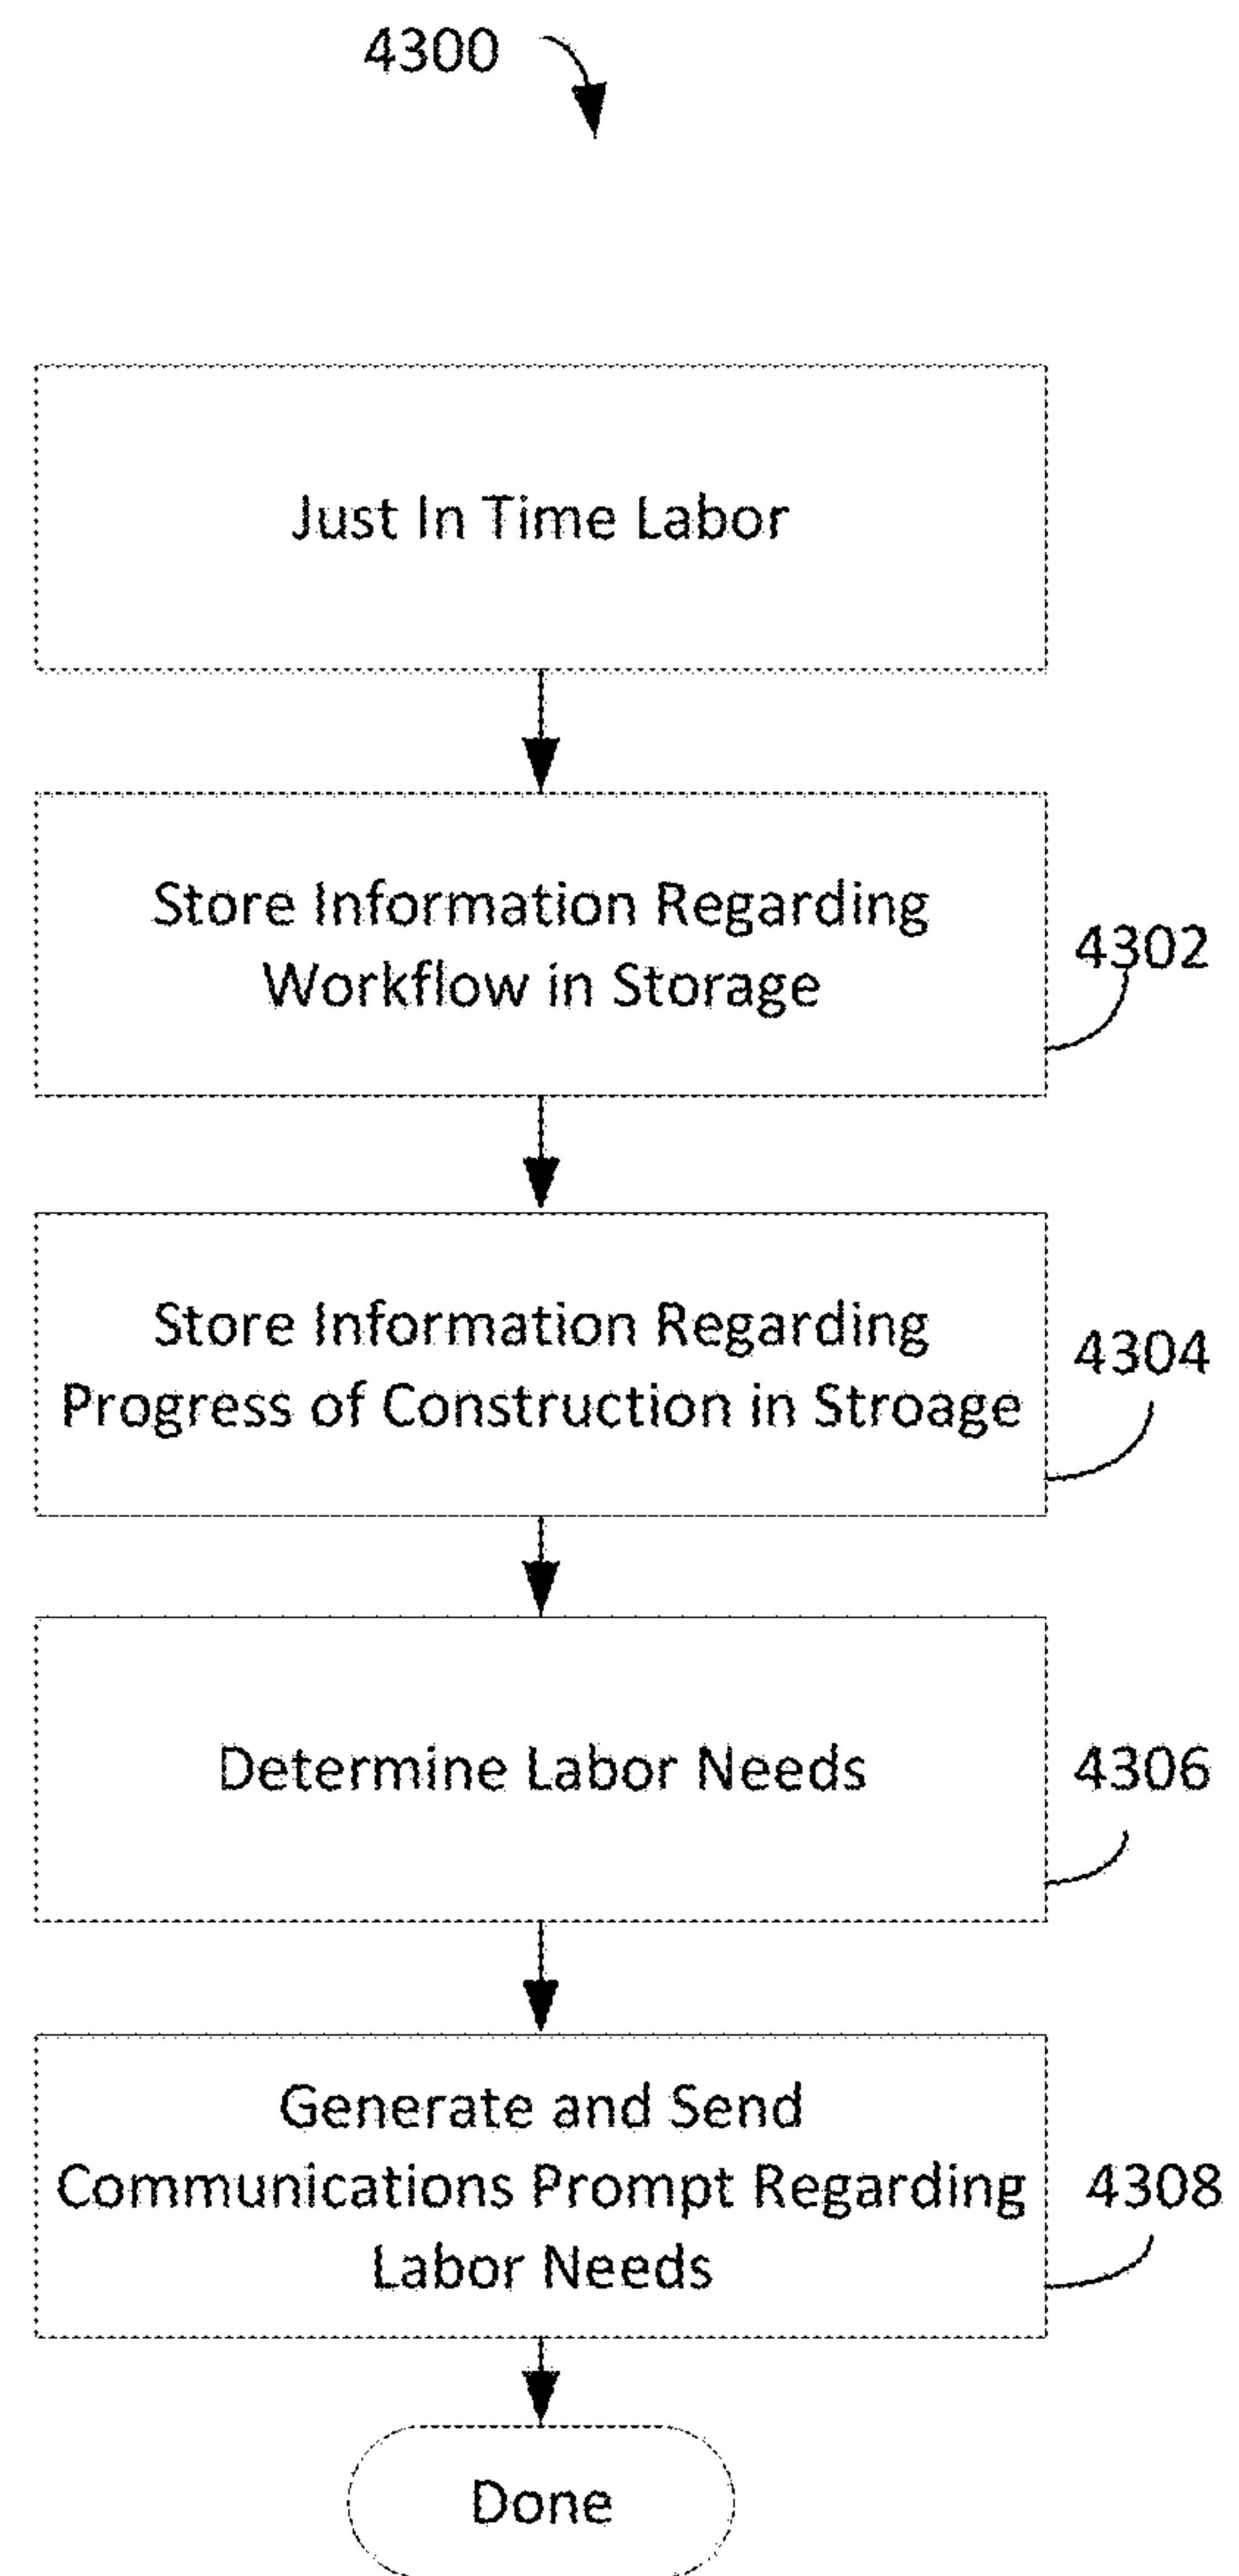 4300
Just In Time Labor
Store Information Regarding
Workflow in Storage
4302
Store Information Regarding
Progress of Construction in Stroage
4304
Determine Labor Needs
4306
Generate and Send
Communications Prompt Regarding
Labor Needs
4308
Done